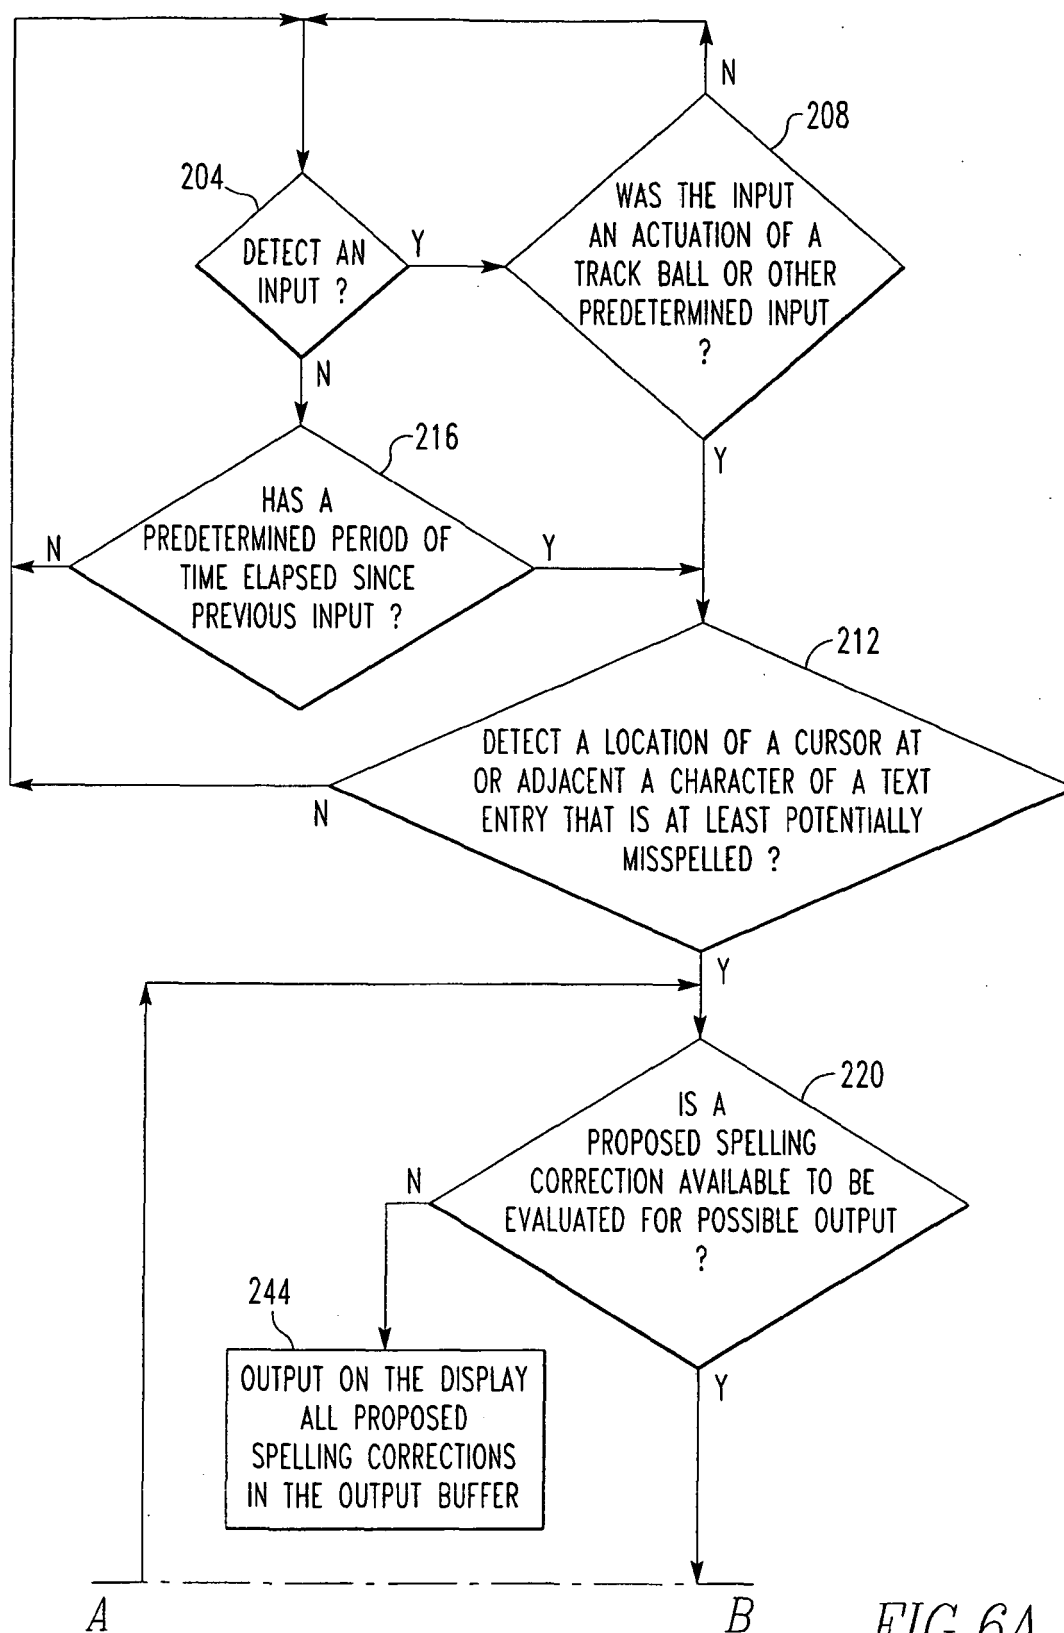 N
208
204
WAS THE INPUT
AN ACTUATION OF A
TRACK BALL OR OTHER
PREDETERMINED INPUT
?
DETECT AN
INPUT ?
Y
N
216
Y
HAS A
PREDETERMINED PERIOD OF
TIME ELAPSED SINCE
PREVIOUS INPUT ?
N
Y
212
DETECT A LOCATION OF A CURSOR AT
OR ADJACENT A CHARACTER OF A TEXT
ENTRY THAT IS AT LEAST POTENTIALLY
MISSPELLED ?
N
Y
220
IS A
PROPOSED SPELLING
CORRECTION AVAILABLE TO BE
EVALUATED FOR POSSIBLE OUTPUT
?
N
244
OUTPUT ON THE DISPLAY
ALL PROPOSED
SPELLING CORRECTIONS
IN THE OUTPUT BUFFER
Y
A
B
FIG. 6A